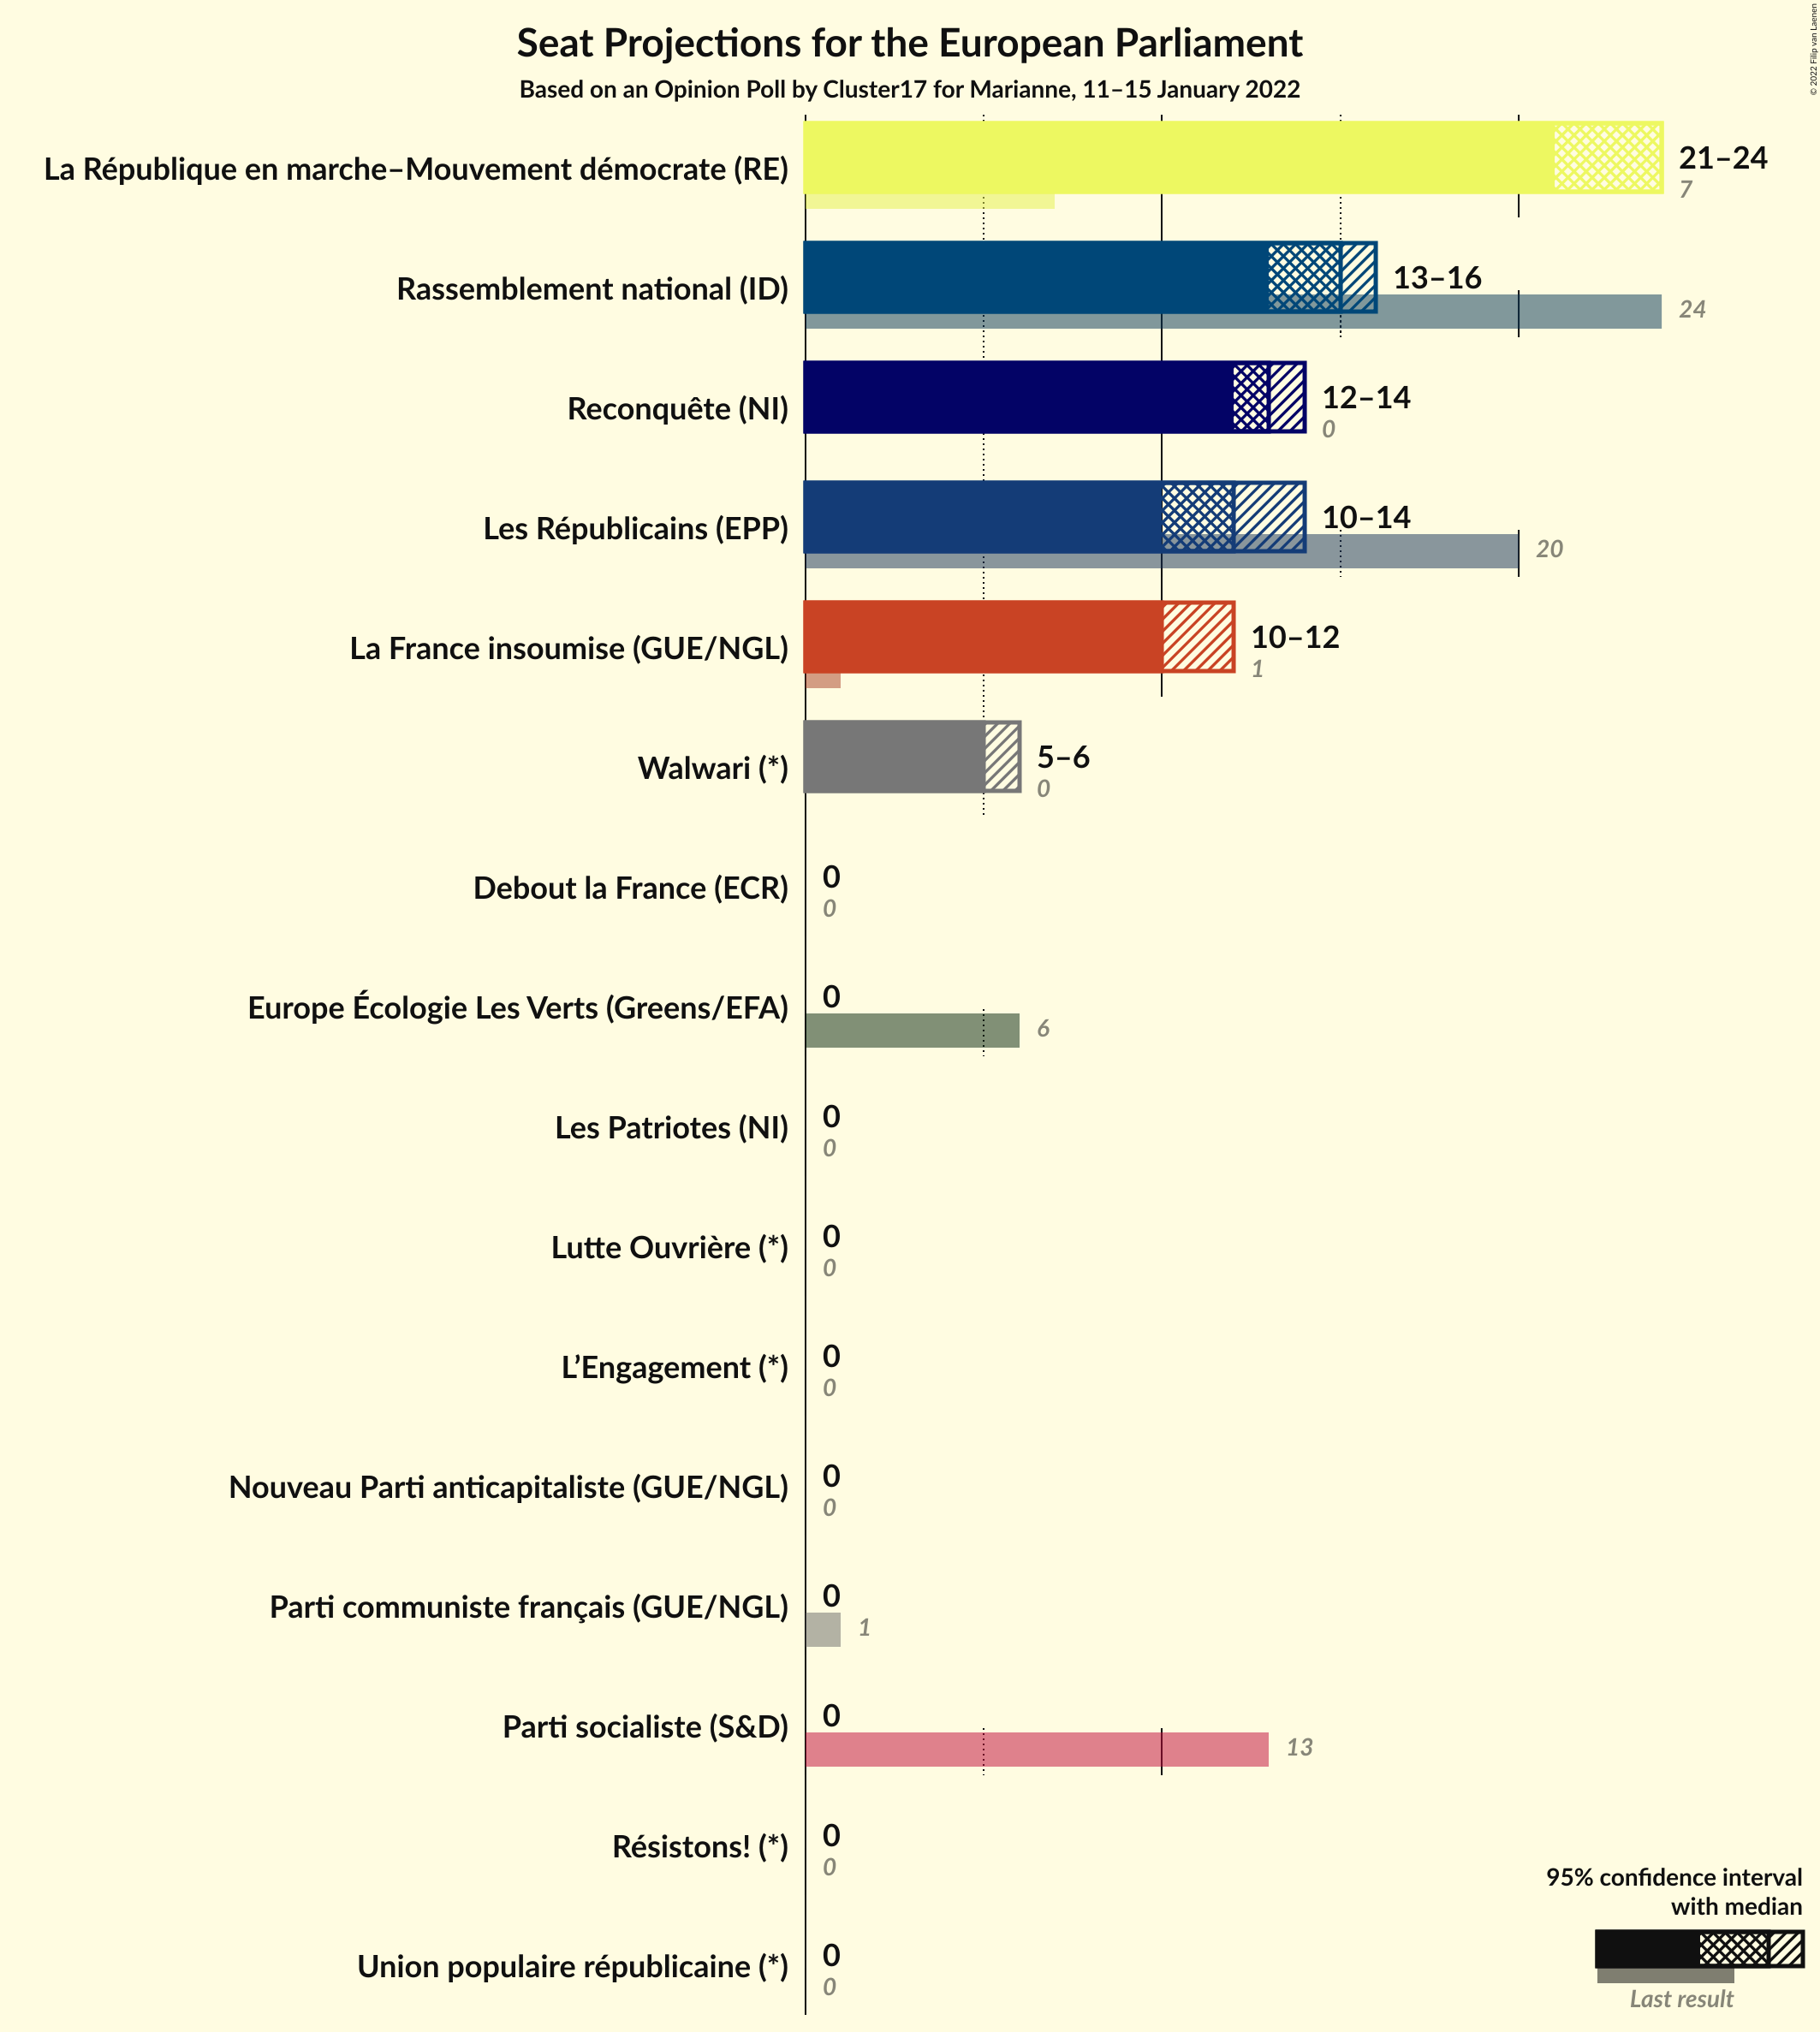 Seat Projections for the European Parliament
Based on an Opinion Poll by Cluster17 for Marianne, 11–15 January 2022
© 2022 Filip van Laenen
La République en marche–Mouvement démocrate (RE)
21–24
7
Rassemblement national (ID)
13–16
24
Reconquête (NI)
12–14
0
Les Républicains (EPP)
10–14
20
La France insoumise (GUE/NGL)
10–12
1
Walwari (*)
5–6
0
Debout la France (ECR)
0
0
Europe Écologie Les Verts (Greens/EFA)
0
6
Les Patriotes (NI)
0
0
Lutte Ouvrière (*)
0
0
L’Engagement (*)
0
0
Nouveau Parti anticapitaliste (GUE/NGL)
0
0
Parti communiste français (GUE/NGL)
0
1
Parti socialiste (S&D)
0
13
Résistons! (*)
0
0
Union populaire républicaine (*)
0
0
95% confidence interval
with median
Last result